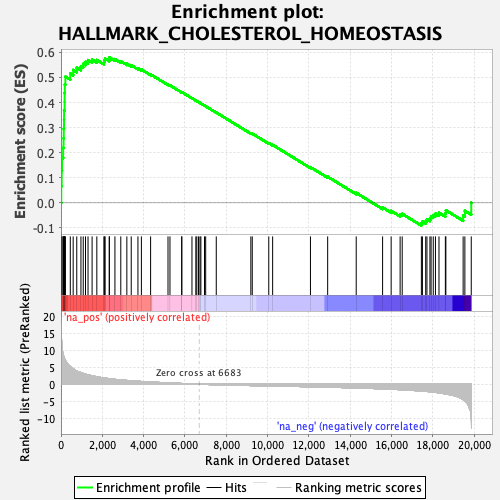 Enrichment plot:
HALLMARK_CHOLESTEROL_HOMEOSTASIS
Enrichment score (ES)
0.6
0.5
0.4
0.3
0.2
0.1
0.0
-0.1
Ranked list metric (PreRanked)
20
15
10
5
0
-5
-10
'na_pos' (positively correlated)
Zero cross at 6683
'na_neg' (negatively correlated)
0 2,000 4,000 6,000 8,000 10,000 12,000 14,000 16,000 18,000 20,000
Rank in Ordered Dataset
Enrichment profile Hits Ranking metric scores